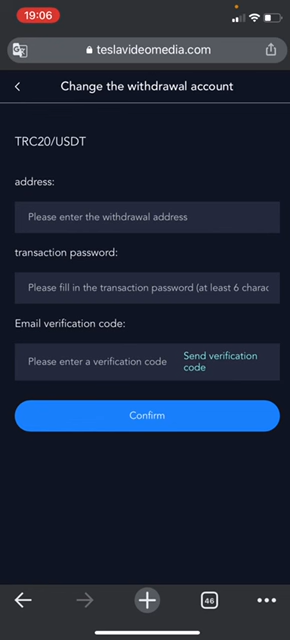 19:06
teslavideomedia.com
Change the withdrawal account
TRC20/USDT
address:
Please enter the withdrawal address
transaction password:
Please fill in the transaction password (at least 6 charac
Email verification code:
Please enter a verification code
Send verification
code
Confirm
46